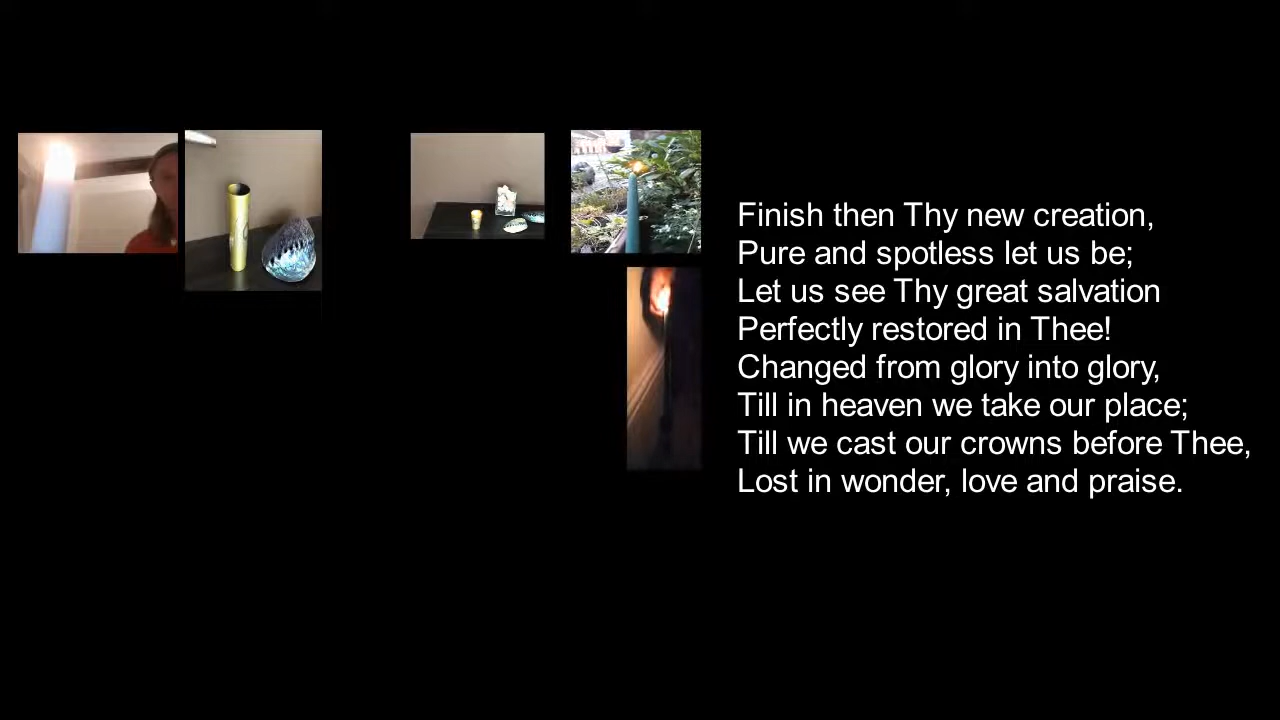 Finish then Thy new creation,
Pure and spotless let us be;
Let us see Thy great salvation
Perfectly restored in Thee!
Changed from glory into glory,
Till in heaven we take our place;
Till we cast our crowns before Thee,
Lost in wonder, love and praise.